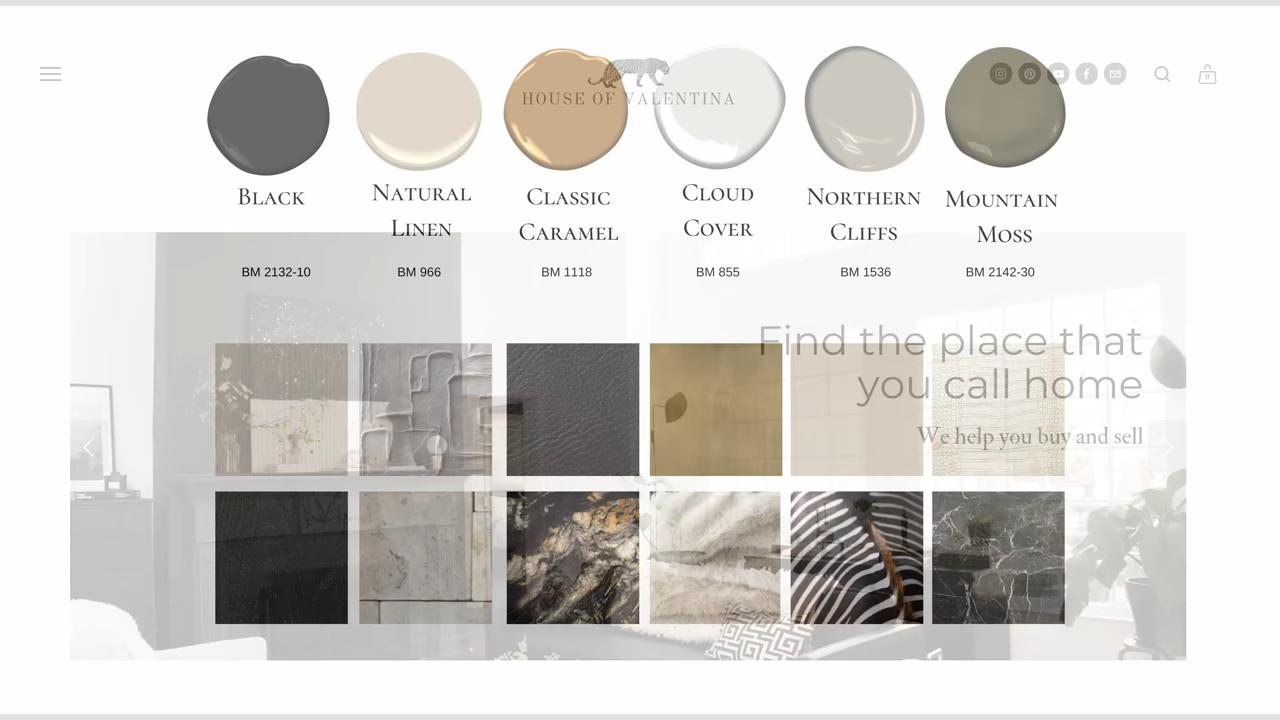 HOUSE OF VALENTINA
0
BLACK
NATURAL
LINEN
CLASSIC
CARAMEL
CLOUD
COVER
NORTHERN
CLIFFS
MOUNTAIN
MOSS
BM 2132-10
BM 966
BM 1118
BM 855
BM 1536
BM 2142-30
Find the place that
you call home
We help you buy and sell